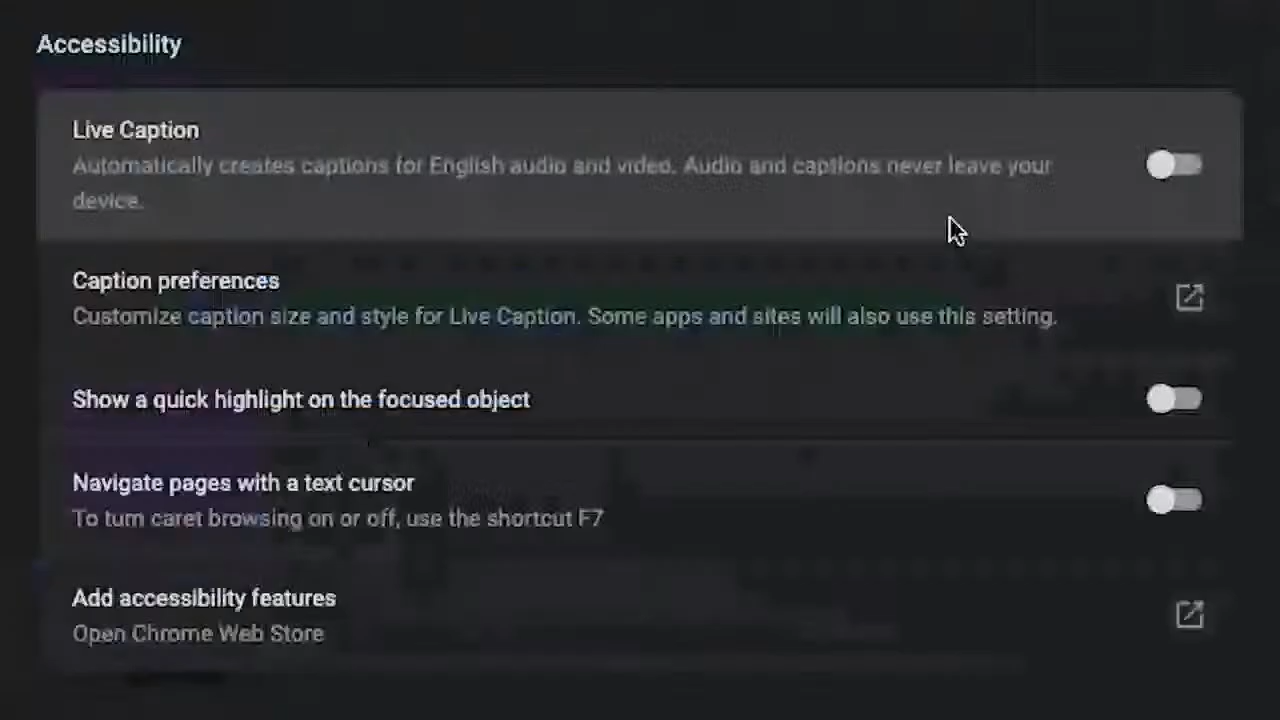 Accessibility
Live Caption
Automatically creates captions for English audio and video. Audio and captions never leave your
device.
Caption preferences
Customize caption size and style for Live Caption. Some apps and sites will also use this setting.
Show a quick highlight on the focused object
Navigate pages with a text cursor
To turn caret browsing on or off, use the shortcut F7
Add accessibility features
Open Chrome Web Store